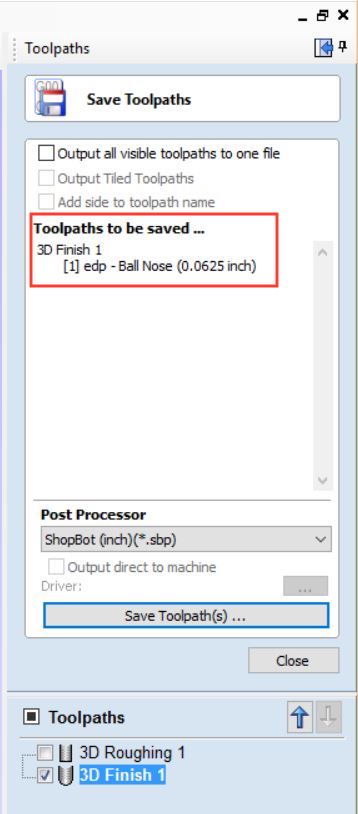 Toolpaths
Save Toolpaths
Output all visible toolpaths to one file
Output Tiled Toolpaths
Add side to toolpath name
Toolpaths to be saved ...
3D Finish 1
[1] edp - Ball Nose (0.0625 inch)
Post Processor
ShopBot (inch)(*.sbp)
Output direct to machine
Driver:
...
Save Toolpath(s) ...
Close
Toolpaths
3D Roughing 1
3D Finish 1